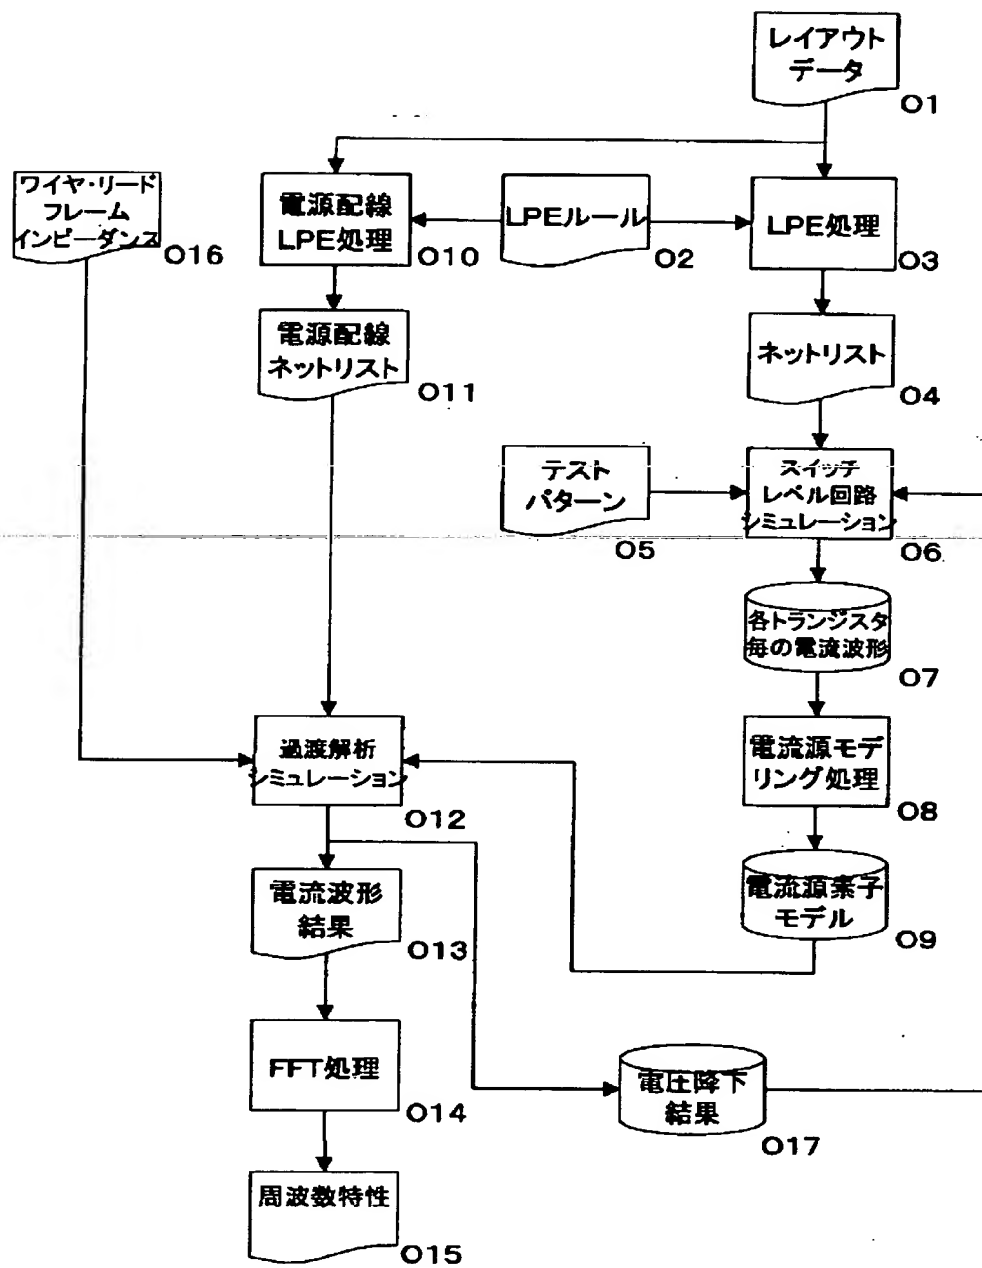 レイアウト
データ
O1
ワイヤ・リード
フレーム
インピーダンス
O16
電源配線
LPE処理
O10
LPEルール
O2
LPE処理
O3
電源配線
ネットリスト
O11
ネットリスト
O4
テスト
パターン
O5
スイッチ
レベル回路
シミュレーション
O6
各トランジスタ
毎の電流波形
O7
過渡解析
シミュレーション
O12
電流源モデ
リング処理
O8
電流波形
結果
O13
電流源素子
モデル
O9
FFT処理
O14
電圧降下
結果
O17
周波数特性
O15